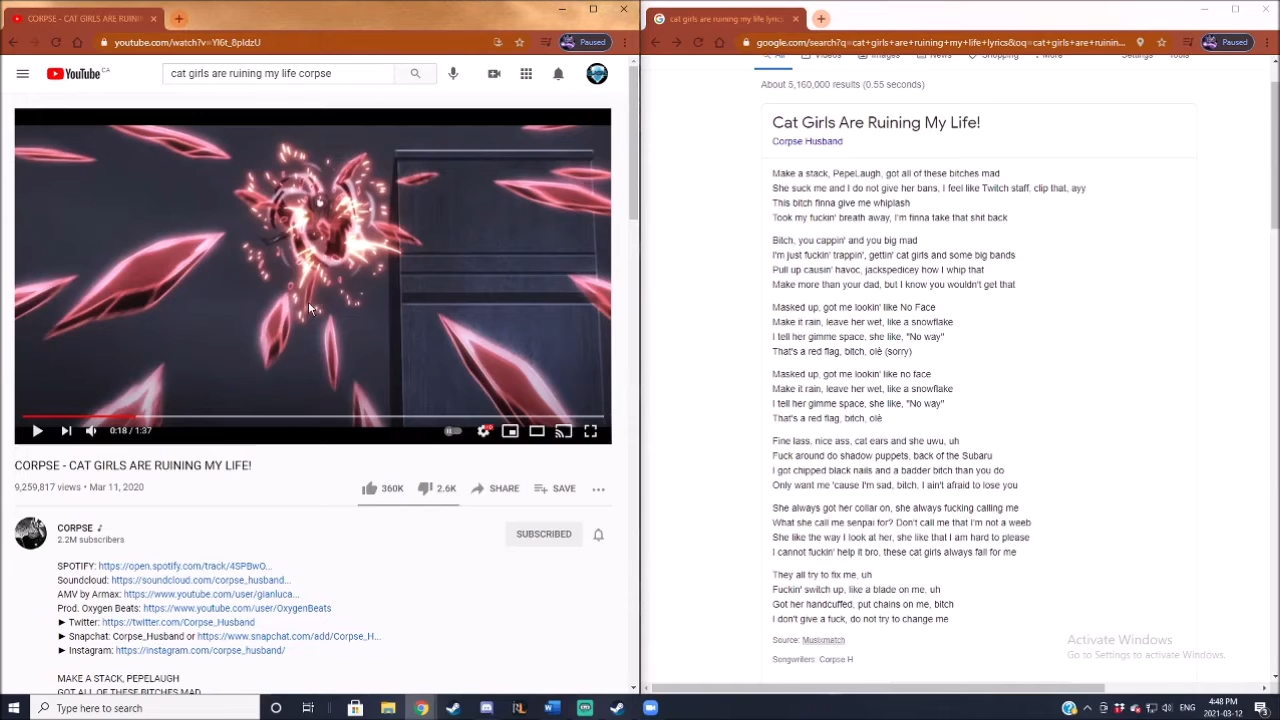 CORPSE - CAT GIRLS ARE RUININ
youtube.com/watch?v=Yl6t_8pIdzU
Paused
YouTube CA
cat girls are ruining my life corpse
0:18 / 1:37
CORPSE - CAT GIRLS ARE RUINING MY LIFE!
9,259,817 views • Mar 11, 2020
360K
2.6K
SHARE
SAVE
CORPSE
2.2M subscribers
SUBSCRIBED
SPOTIFY: https://open.spotify.com/track/4SPBwO...
Soundcloud: https://soundcloud.com/corpse_husband...
AMV by Armax: https://www.youtube.com/user/gianluca...
Prod. Oxygen Beats: https://www.youtube.com/user/OxygenBeats
► Twitter: https://twitter.com/Corpse_Husband
► Snapchat: Corpse_Husband or https://www.snapchat.com/add/Corpse_H...
► Instagram: https://instagram.com/corpse_husband/
MAKE A STACK, PEPELAUGH
GOT ALL OF THESE BITCHES MAD
cat girls are ruining my life lyrics
google.com/search?q=cat+girls+are+ruining+my+life+lyrics&oq=cat+girls+are+ruinin...
Paused
All
Videos
Images
News
Shopping
More
Settings
Tools
About 5,160,000 results (0.55 seconds)
Cat Girls Are Ruining My Life!
Corpse Husband
Make a stack, PepeLaugh, got all of these bitches mad
She suck me and I do not give her bans, I feel like Twitch staff, clip that, ayy
This bitch finna give me whiplash
Took my fuckin' breath away, I'm finna take that shit back
Bitch, you cappin' and you big mad
I'm just fuckin' trappin', gettin' cat girls and some big bands
Pull up causin' havoc, jackspedicey how I whip that
Make more than your dad, but I know you wouldn't get that
Masked up, got me lookin' like No Face
Make it rain, leave her wet, like a snowflake
I tell her gimme space, she like, "No way"
That's a red flag, bitch, olè (sorry)
Masked up, got me lookin' like no face
Make it rain, leave her wet, like a snowflake
I tell her gimme space, she like, "No way"
That's a red flag, bitch, olè
Fine lass, nice ass, cat ears and she uwu, uh
Fuck around do shadow puppets, back of the Subaru
I got chipped black nails and a badder bitch than you do
Only want me 'cause I'm sad, bitch, I ain't afraid to lose you
She always got her collar on, she always fucking calling me
What she call me senpai for? Don't call me that I'm not a weeb
She like the way I look at her, she like that I am hard to please
I cannot fuckin' help it bro, these cat girls always fall for me
They all try to fix me, uh
Fuckin' switch up, like a blade on me, uh
Got her handcuffed, put chains on me, bitch
I don't give a fuck, do not try to change me
Source: Musixmatch
Songwriters: Corpse H
Activate Windows
Go to Settings to activate Windows.
Type here to search
4:48 PM
2021-03-12